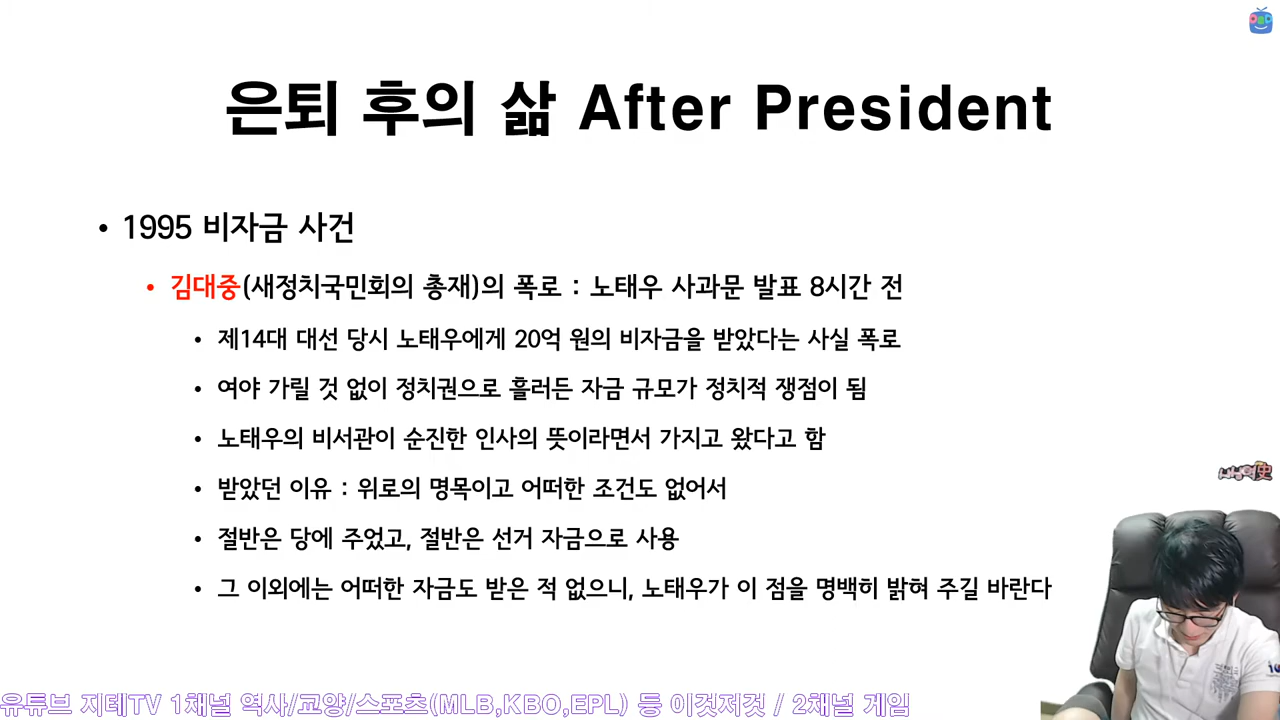 은퇴 후의 삶 After President
• 1995 비자금 사건
• 김대중(새정치국민회의 총재)의 폭로 : 노태우 사과문 발표 8시간 전
• 제14대 대선 당시 노태우에게 20억 원의 비자금을 받았다는 사실 폭로
• 여야 가릴 것 없이 정치권으로 흘러든 자금 규모가 정치적 쟁점이 됨
• 노태우의 비서관이 순진한 인사의 뜻이라면서 가지고 왔다고 함
• 받았던 이유 : 위로의 명목이고 어떠한 조건도 없어서
• 절반은 당에 주었고, 절반은 선거 자금으로 사용
• 그 이외에는 어떠한 자금도 받은 적 없으니, 노태우가 이 점을 명백히 밝혀 주길 바란다
유튜브 지테TV 1채널 역사/교양/스포츠(MLB,KBO,EPL) 등 이것저것 / 2채널 게임